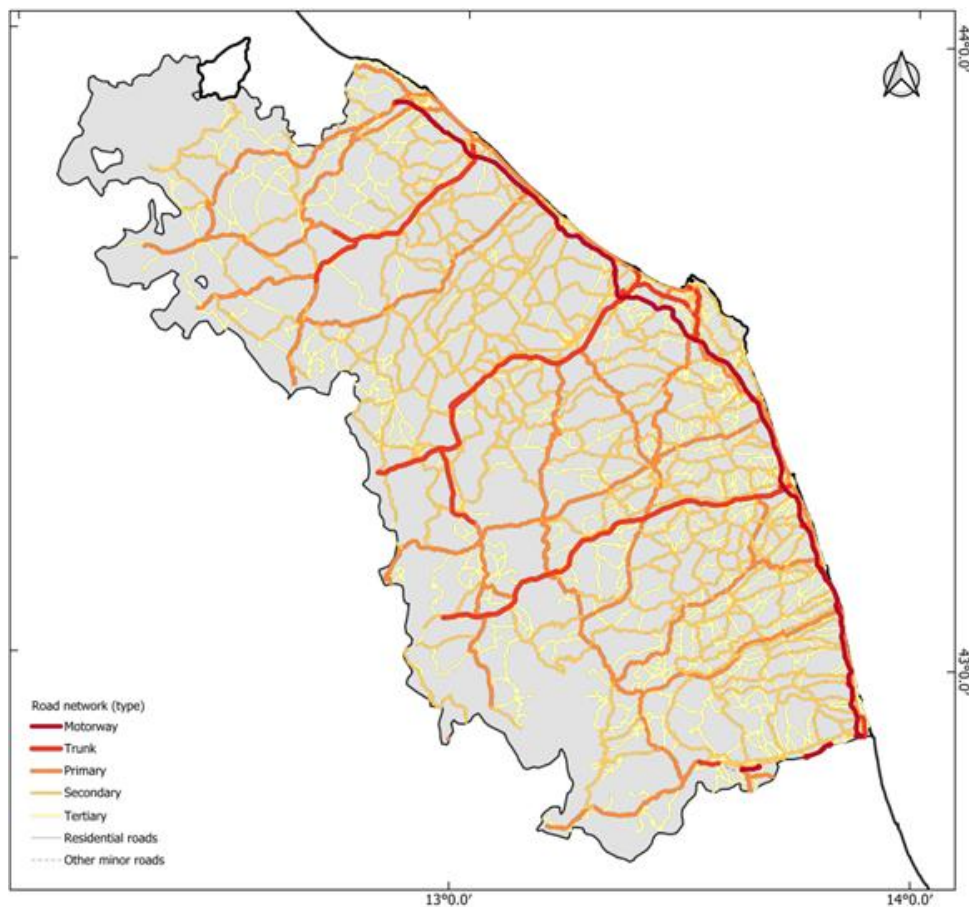 44°0.0'
43°0.0'
Road network (type)
Motorway
Trunk
Primary
Secondary
Tertiary
Residential roads
Other minor roads
13°0.0'
14°0.0'